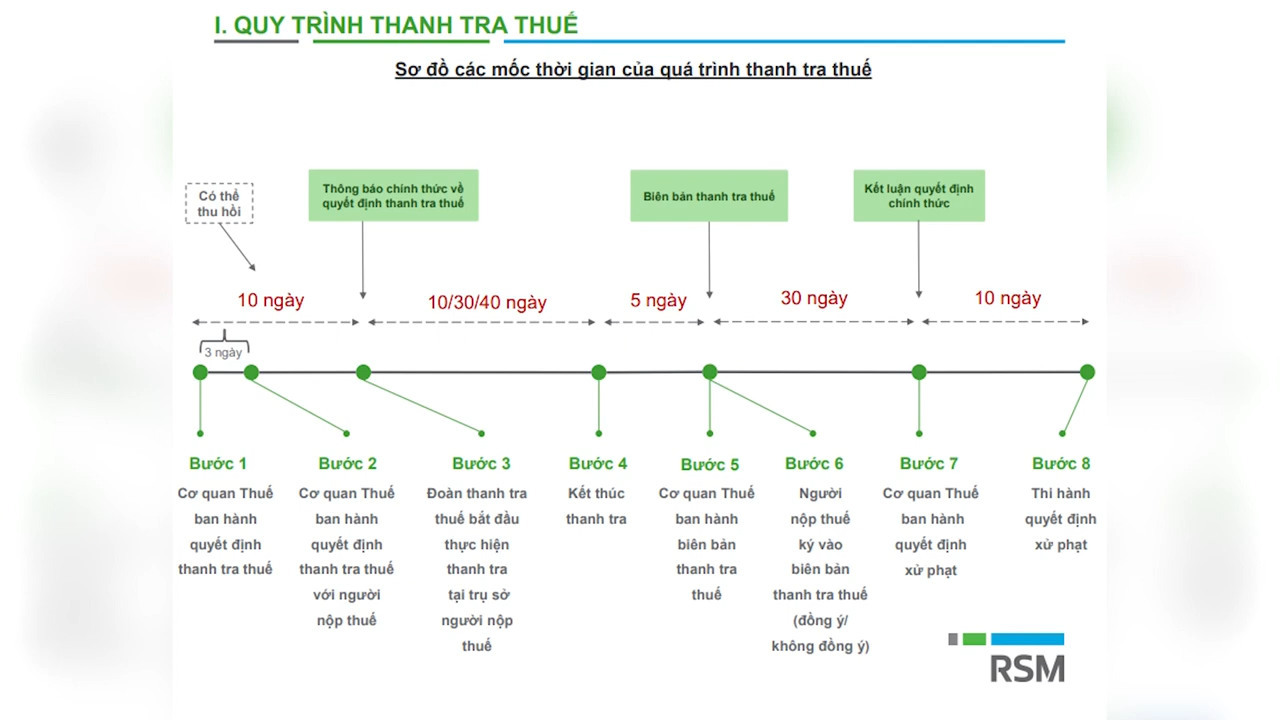 I. QUY TRÌNH THANH TRA THUẾ
Sơ đồ các mốc thời gian của quá trình thanh tra thuế
Có thể
thu hồi
Thông báo chính thức về
quyết định thanh tra thuế
Biên bản thanh tra thuế
Kết luận quyết định
chính thức
10 ngày
10/30/40 ngày
5 ngày
30 ngày
10 ngày
3 ngày
Bước 1
Cơ quan Thuế
ban hành
quyết định
thanh tra thuế
Bước 2
Cơ quan Thuế
ban hành
quyết định
thanh tra thuế
với người
nộp thuế
Bước 3
Đoàn thanh tra
thuế bắt đầu
thực hiện
thanh tra
tại trụ sở
người nộp
thuế
Bước 4
Kết thúc
thanh tra
Bước 5
Cơ quan Thuế
ban hành
biên bản
thanh tra
thuế
Bước 6
Người
nộp thuế
ký vào
biên bản
thanh tra thuế
(đồng ý/
không đồng ý)
Bước 7
Cơ quan Thuế
ban hành
quyết định
xử phạt
Bước 8
Thi hành
quyết định
xử phạt
RSM